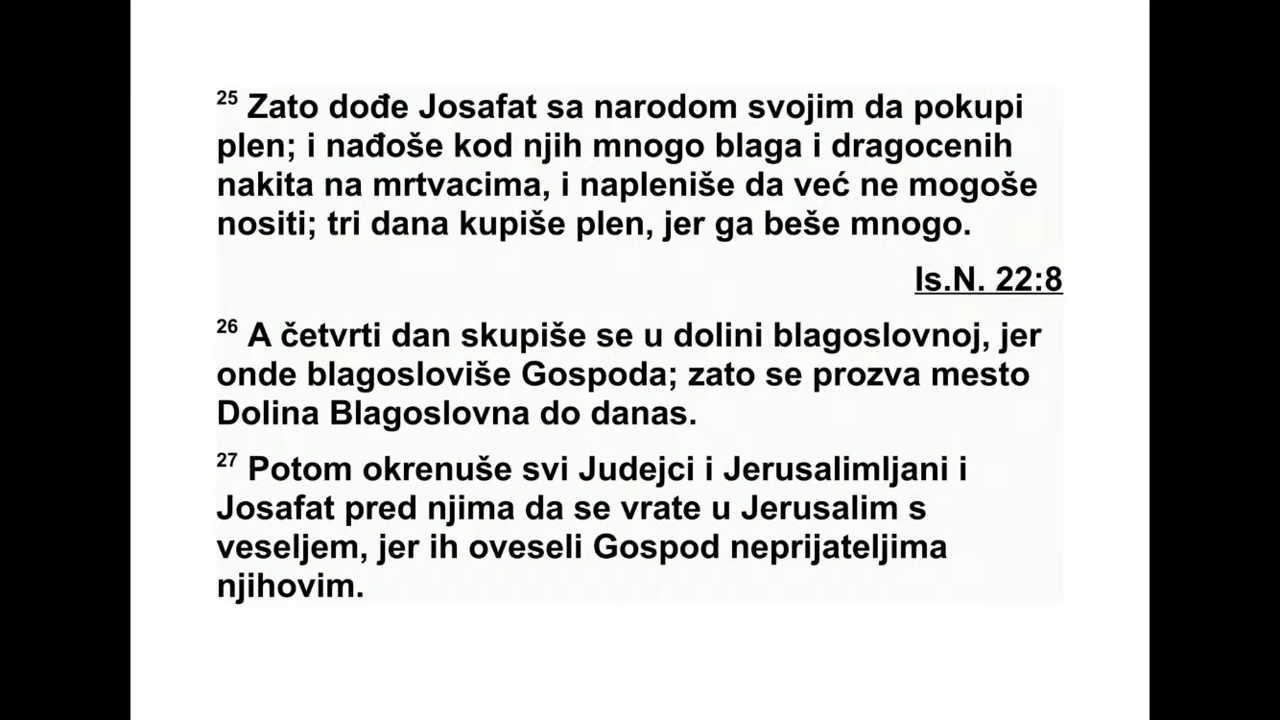 25 Zato dođe Josafat sa narodom svojim da pokupi
plen; i nađoše kod njih mnogo blaga i dragocenih
nakita na mrtvacima, i napleniše da već ne mogoše
nositi; tri dana kupiše plen, jer ga beše mnogo.
Is.N. 22:8
26 A četvrti dan skupiše se u dolini blagoslovnoj, jer
onde blagosloviše Gospoda; zato se prozva mesto
Dolina Blagoslovna do danas.
27 Potom okrenuše svi Judejci i Jerusalimljani i
Josafat pred njima da se vrate u Jerusalim s
veseljem, jer ih oveseli Gospod neprijateljima
njihovim.